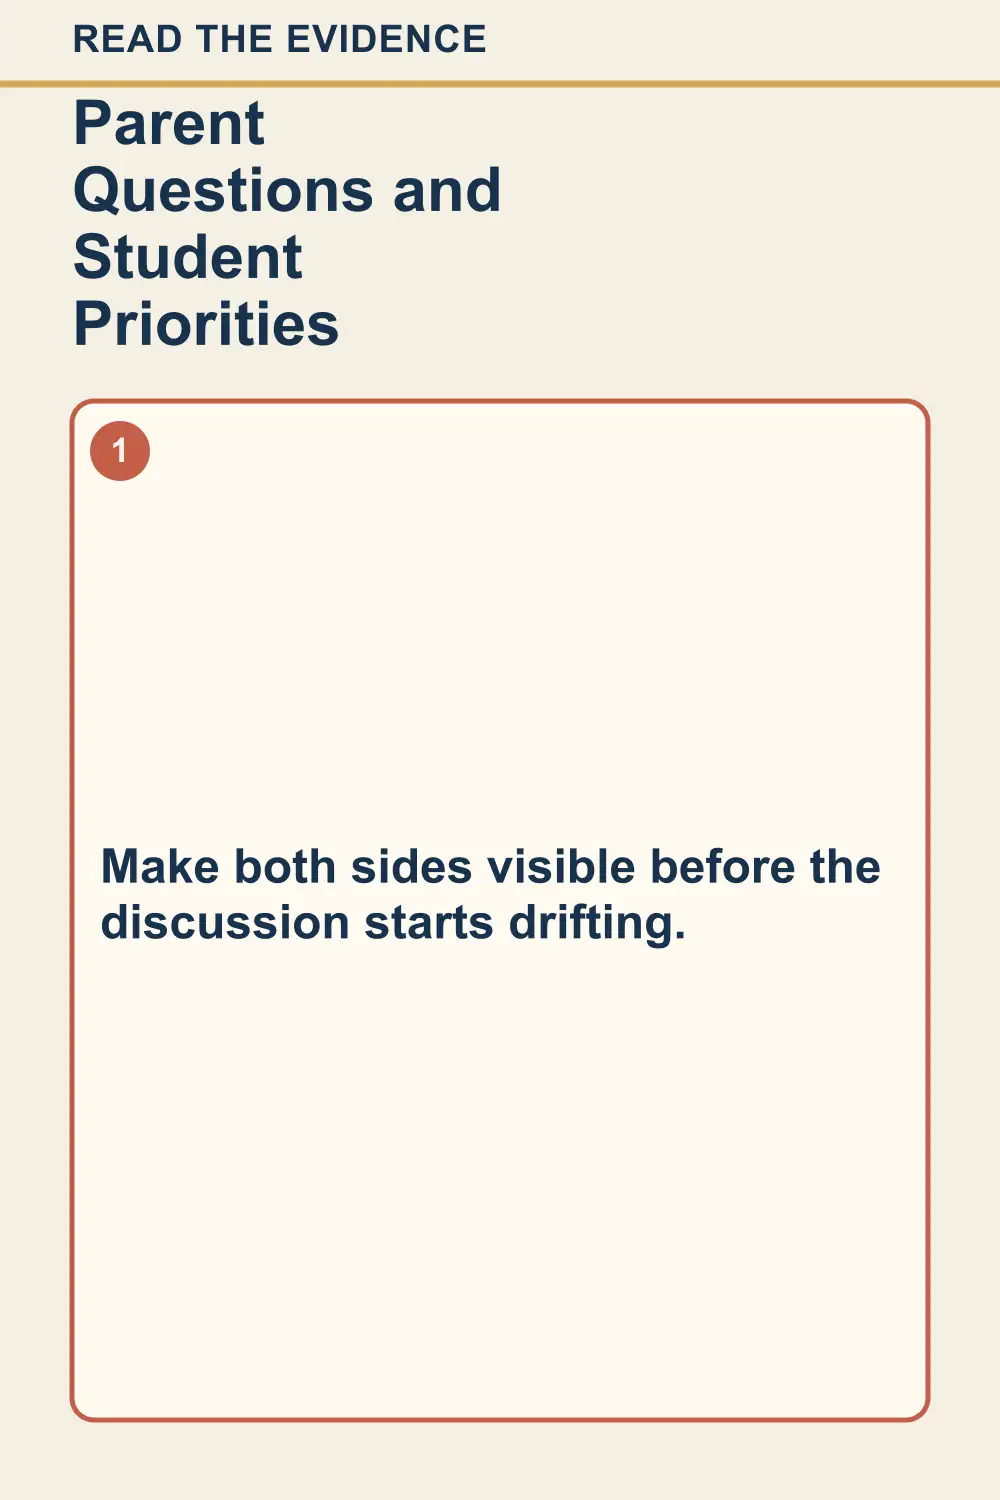 READ THE EVIDENCE
Parent
Questions and
Student
Priorities
1
Make both sides visible before the
discussion starts drifting.